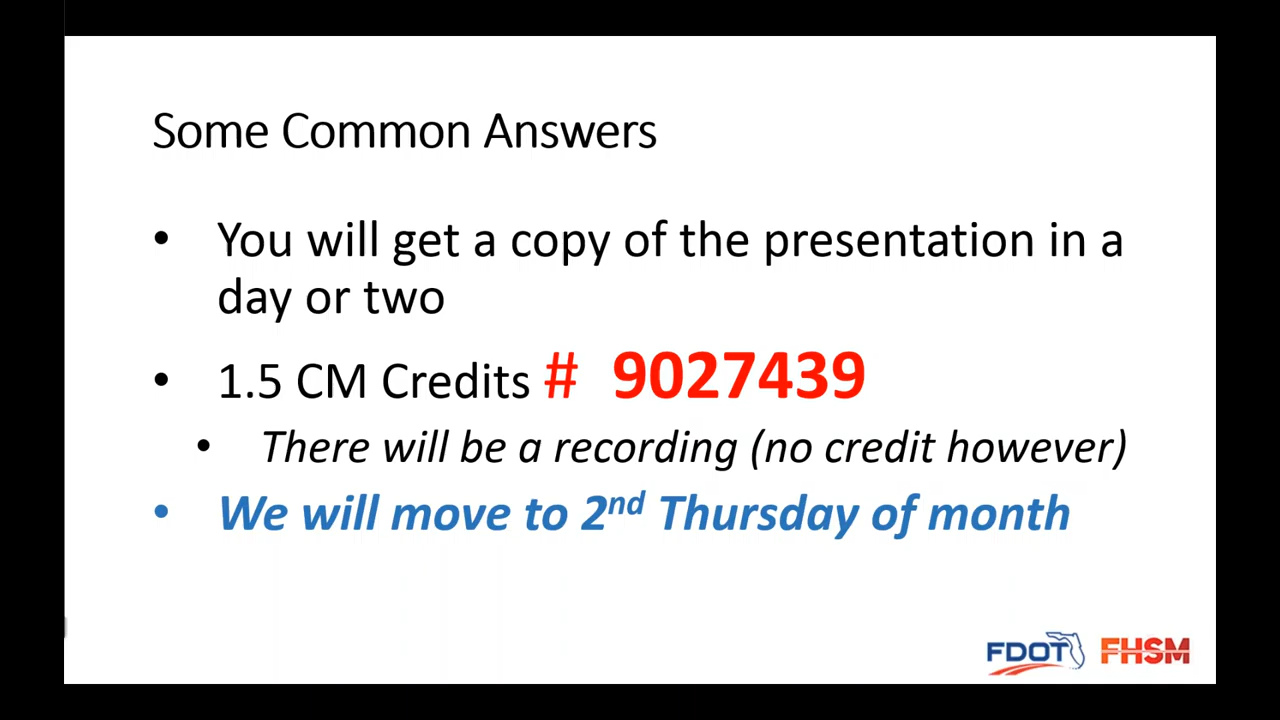 Some Common Answers
• You will get a copy of the presentation in a
day or two
• 1.5 CM Credits # 9027439
• There will be a recording (no credit however)
• We will move to 2nd Thursday of month
FDOT FHSM